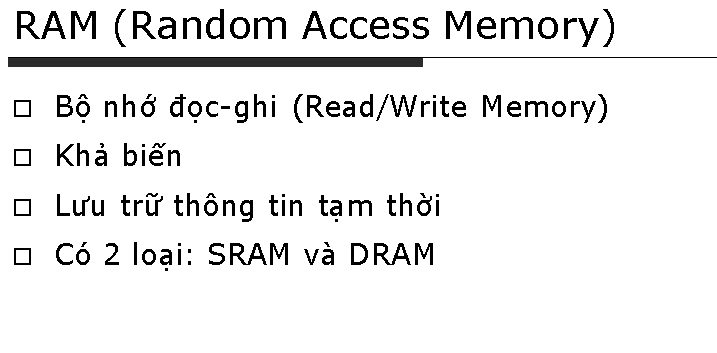 RAM (Random Access Memory)
Bộ nhớ đọc-ghi (Read/Write Memory)
Khả biến
Lưu trữ thông tin tạm thời
Có 2 loại: SRAM và DRAM